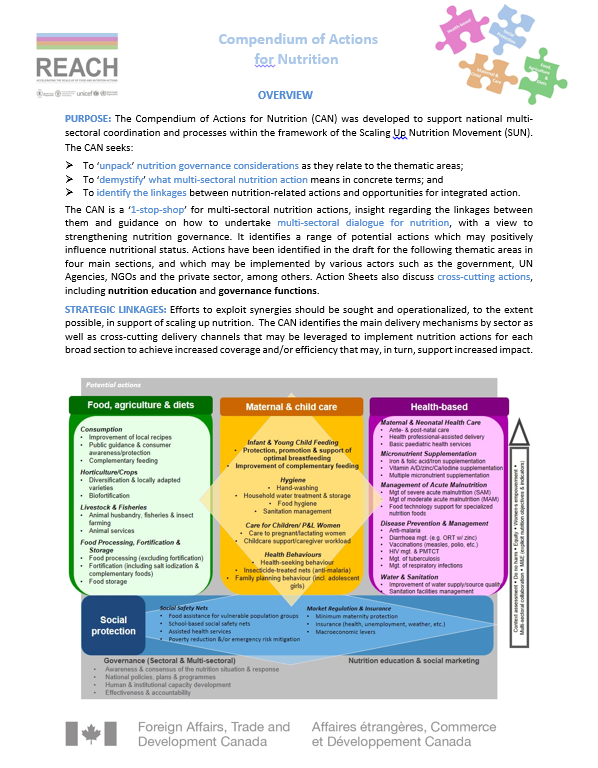 Compendium of Actions
for Nutrition
REACH
unicef
Health-based
OVERVIEW
PURPOSE: The Compendium of Actions for Nutrition (CAN) was developed to support national multi-
sectoral coordination and processes within the framework of the Scaling Up Nutrition Movement (SUN).
The CAN seeks:
➢ To 'unpack' nutrition governance considerations as they relate to the thematic areas;
➢ To 'demystify' what multi-sectoral nutrition action means in concrete terms; and
➢ To identify the linkages between nutrition-related actions and opportunities for integrated action.
The CAN is a '1-stop-shop' for multi-sectoral nutrition actions, insight regarding the linkages between
them and guidance on how to undertake multi-sectoral dialogue for nutrition, with a view to
strengthening nutrition governance. It identifies a range of potential actions which may positively
influence nutritional status. Actions have been identified in the draft for the following thematic areas in
four main sections, and which may be implemented by various actors such as the government, UN
Agencies, NGOs and the private sector, among others. Action Sheets also discuss cross-cutting actions,
including nutrition education and governance functions.
STRATEGIC LINKAGES: Efforts to exploit synergies should be sought and operationalized, to the extent
possible, in support of scaling up nutrition. The CAN identifies the main delivery mechanisms by sector as
well as cross-cutting delivery channels that may be leveraged to implement nutrition actions for each
broad section to achieve increased coverage and/or efficiency that may, in turn, support increased impact.
Potential actions
Food, agriculture & diets
Consumption
• Improvement of local recipes
• Public guidance & consumer
awareness/protection
• Complementary feeding
Horticulture/Crops
• Diversification & locally adapted
varieties
• Biofortification
Livestock & Fisheries
• Animal husbandry, fisheries & insect
farming
• Animal services
Food Processing, Fortification &
Storage
• Food processing (excluding fortification)
• Fortification (including salt iodization &
complementary foods)
• Food storage
Maternal & child care
Infant & Young Child Feeding
• Protection, promotion & support of
optimal breastfeeding
• Improvement of complementary feeding
Hygiene
• Hand-washing
• Household water treatment & storage
• Food hygiene
• Sanitation management
Care for Children/ P&L Women
• Care to pregnant/lactating women
• Childcare support/caregiver workload
Health Behaviours
• Health-seeking behaviour
• Insecticide-treated nets (anti-malaria)
• Family planning behaviour (incl. adolescent
girls)
Health-based
Maternal & Neonatal Health Care
• Ante- & post-natal care
• Health professional-assisted delivery
• Basic paediatric health services
Micronutrient Supplementation
• Iron & folic acid/iron supplementation
• Vitamin A/D/zinc/Ca/iodine supplementation
• Multiple micronutrient supplementation
Management of Acute Malnutrition
• Mgt of severe acute malnutrition (SAM)
• Mgt of moderate acute malnutrition (MAM)
• Food technology support for specialized
nutrition foods
Disease Prevention & Management
• Anti-malaria
• Diarrhoea mgt. (e.g. ORT w/ zinc)
• Vaccinations (measles, polio, etc.)
• HIV mgt. & PMTCT
• Mgt. of tuberculosis
• Mgt. of respiratory infections
Water & Sanitation
• Improvement of water supply/source quality
• Sanitation facilities management
Context assessment • Do no harm • Equity • Women's empowerment •
Multi-sectoral collaboration • M&E (explicit nutrition objectives & indicators)
Social
protection
Social Safety Nets
• Food assistance for vulnerable population groups
• School-based social safety nets
• Assisted health services
• Poverty reduction &/or emergency risk mitigation
Market Regulation & Insurance
• Minimum maternity protection
• Insurance (health, unemployment, weather, etc.)
• Macroeconomic levers
Governance (Sectoral & Multi-sectoral)
• Awareness & consensus of the nutrition situation & response
• National policies, plans & programmes
• Human & institutional capacity development
• Effectiveness & accountability
Nutrition education & social marketing
Foreign Affairs, Trade and
Development Canada
Affaires étrangères, Commerce
et Développement Canada